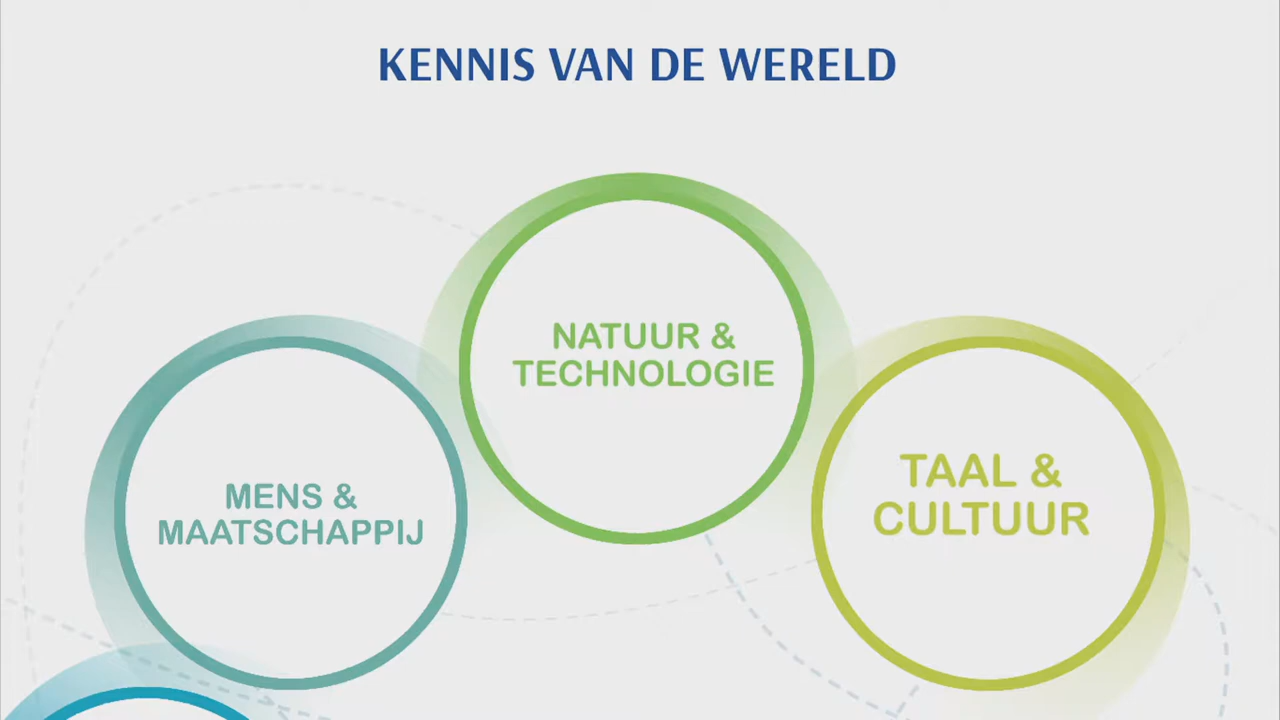 KENNIS VAN DE WERELD
NATUUR &
TECHNOLOGIE
MENS &
MAATSCHAPPIJ
TAAL &
CULTUUR